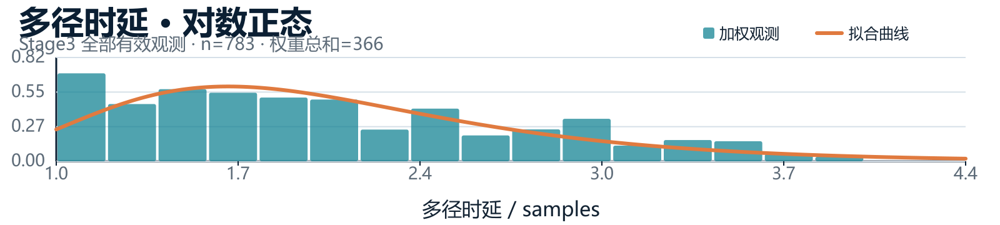 多径时延 · 对数正态
Stage3 全部有效观测 · n=783 · 权重总和=366
加权观测
拟合曲线
0.82
0.55
0.27
0.00
1.0 1.7 2.4 3.0 3.7 4.4
多径时延 / samples